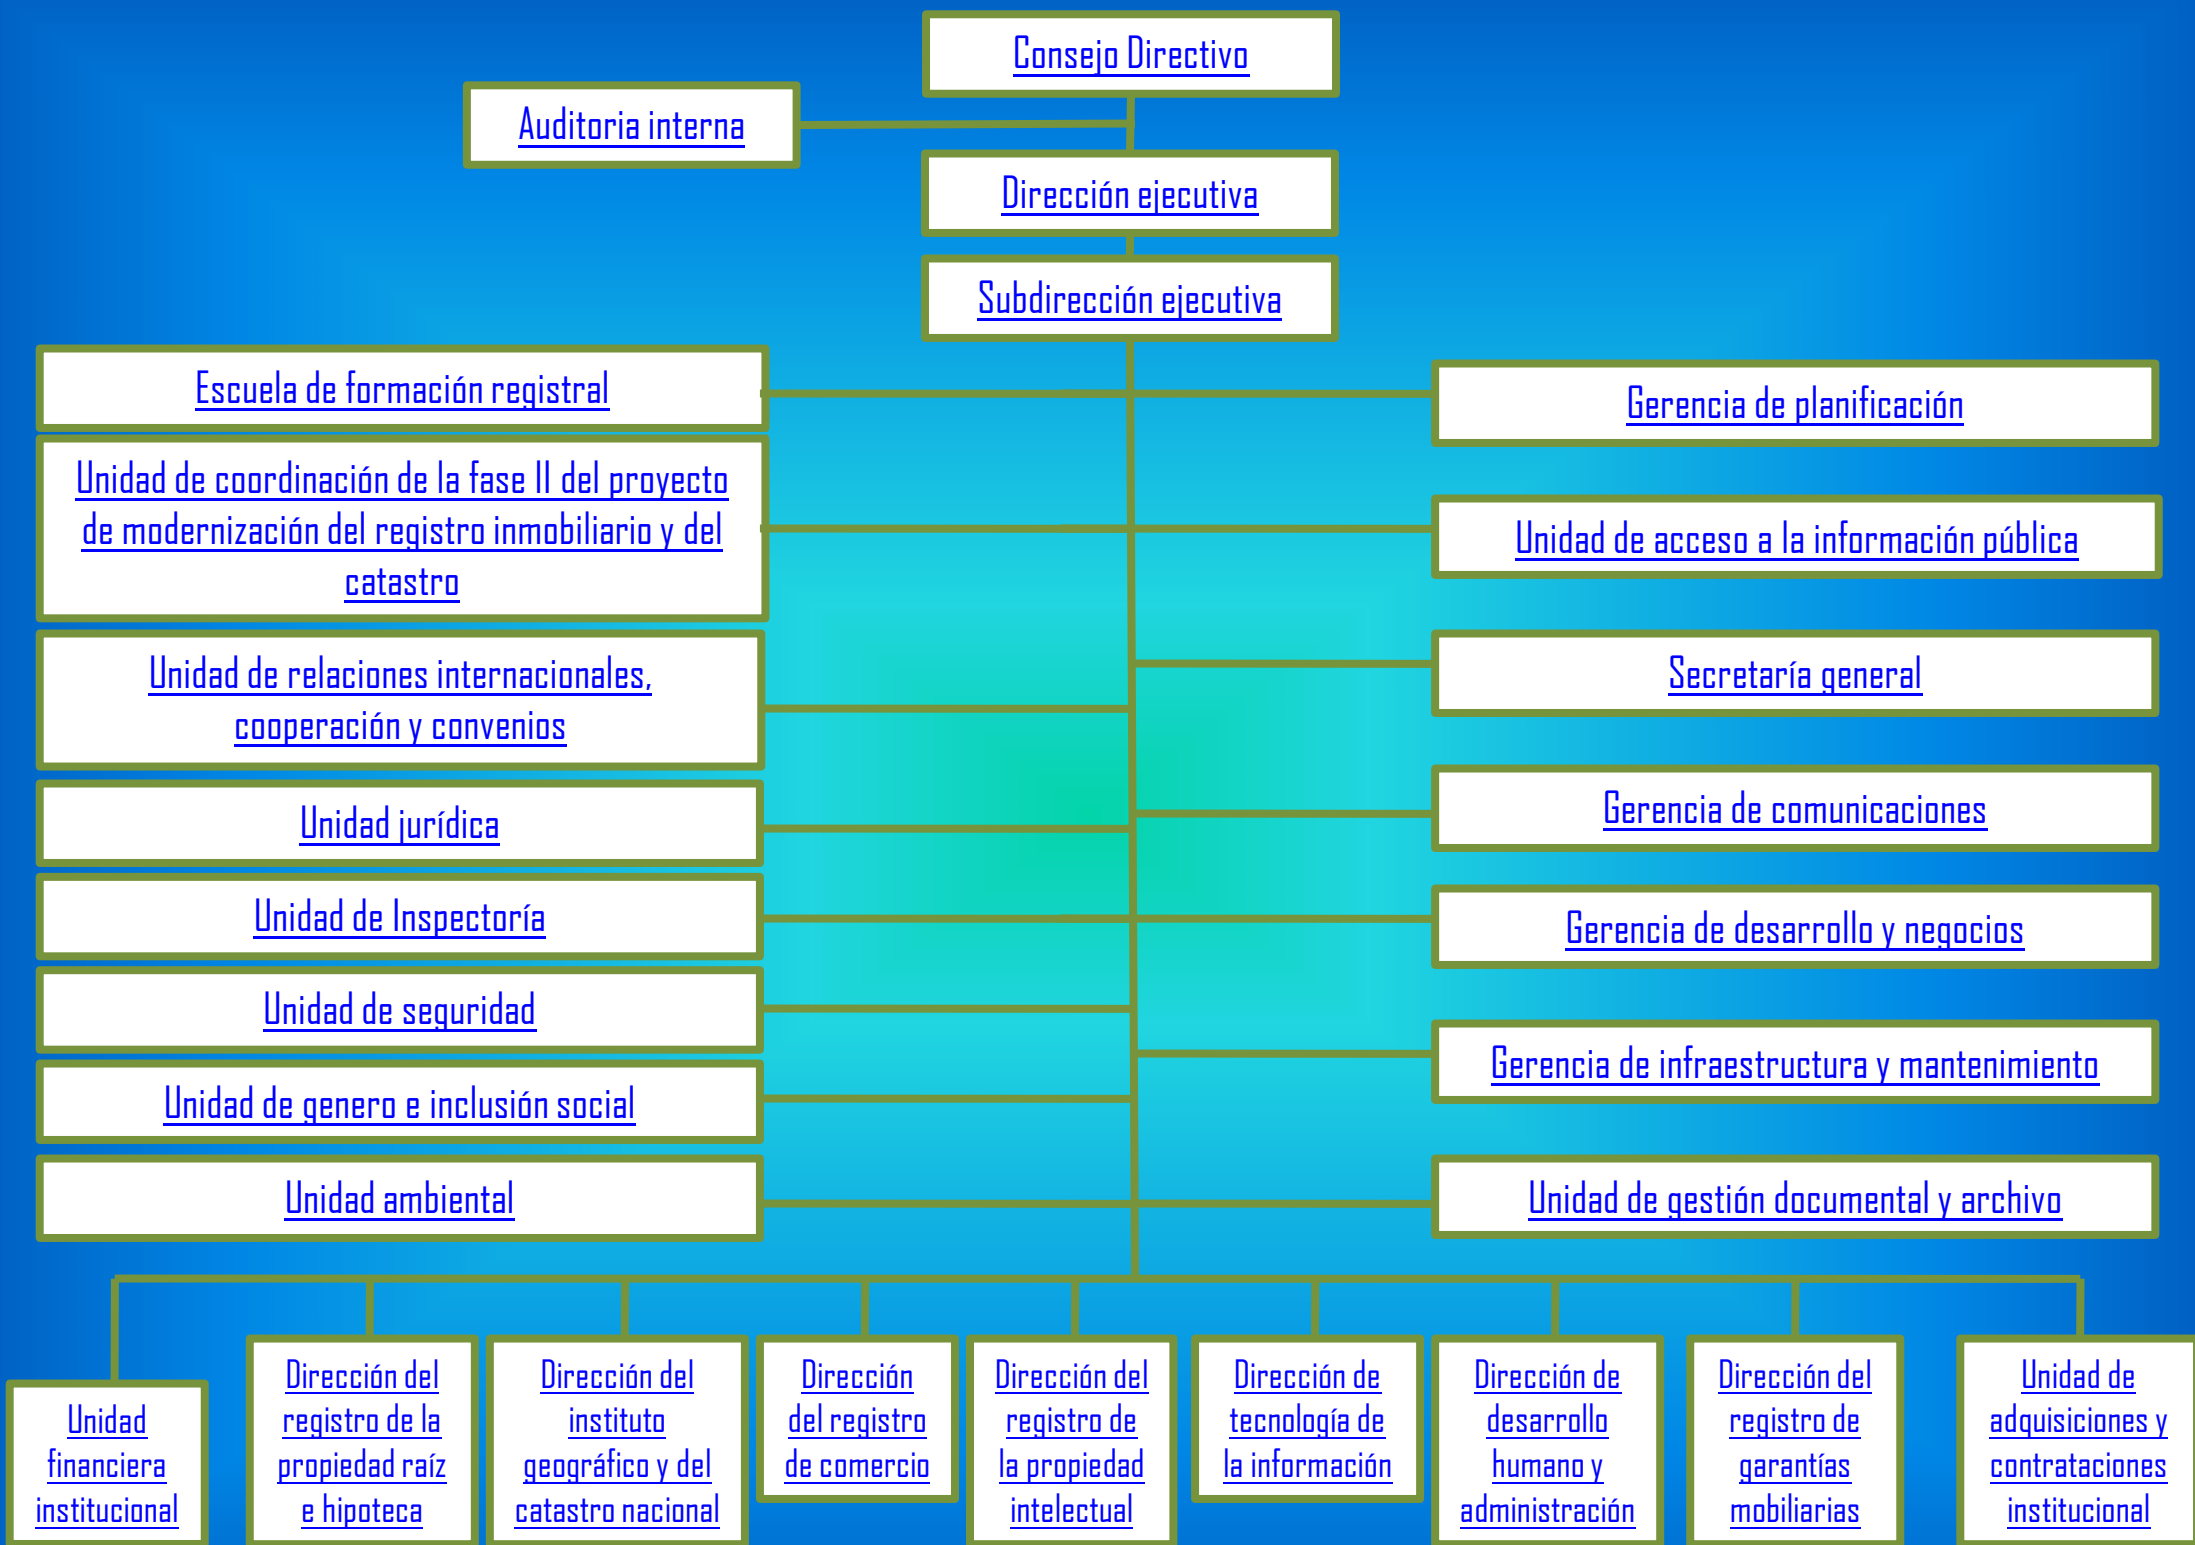 Consejo Directivo
Auditoria interna
Dirección ejecutiva
Subdirección ejecutiva
Escuela de formación registral
Unidad de coordinación de la fase II del proyecto
de modernización del registro inmobiliario y del
catastro
Unidad de relaciones internacionales,
cooperación y convenios
Unidad jurídica
Unidad de Inspectoría
Unidad de seguridad
Unidad de genero e inclusión social
Unidad ambiental
Gerencia de planificación
Unidad de acceso a la información pública
Secretaría general
Gerencia de comunicaciones
Gerencia de desarrollo y negocios
Gerencia de infraestructura y mantenimiento
Unidad de gestión documental y archivo
Unidad
financiera
institucional
Dirección del
registro de la
propiedad raíz
e hipoteca
Dirección del
instituto
geográfico y del
catastro nacional
Dirección
del registro
de comercio
Dirección del
registro de
la propiedad
intelectual
Dirección de
tecnología de
la información
Dirección de
desarrollo
humano y
administración
Dirección del
registro de
garantías
mobiliarias
Unidad de
adquisiciones y
contrataciones
institucional